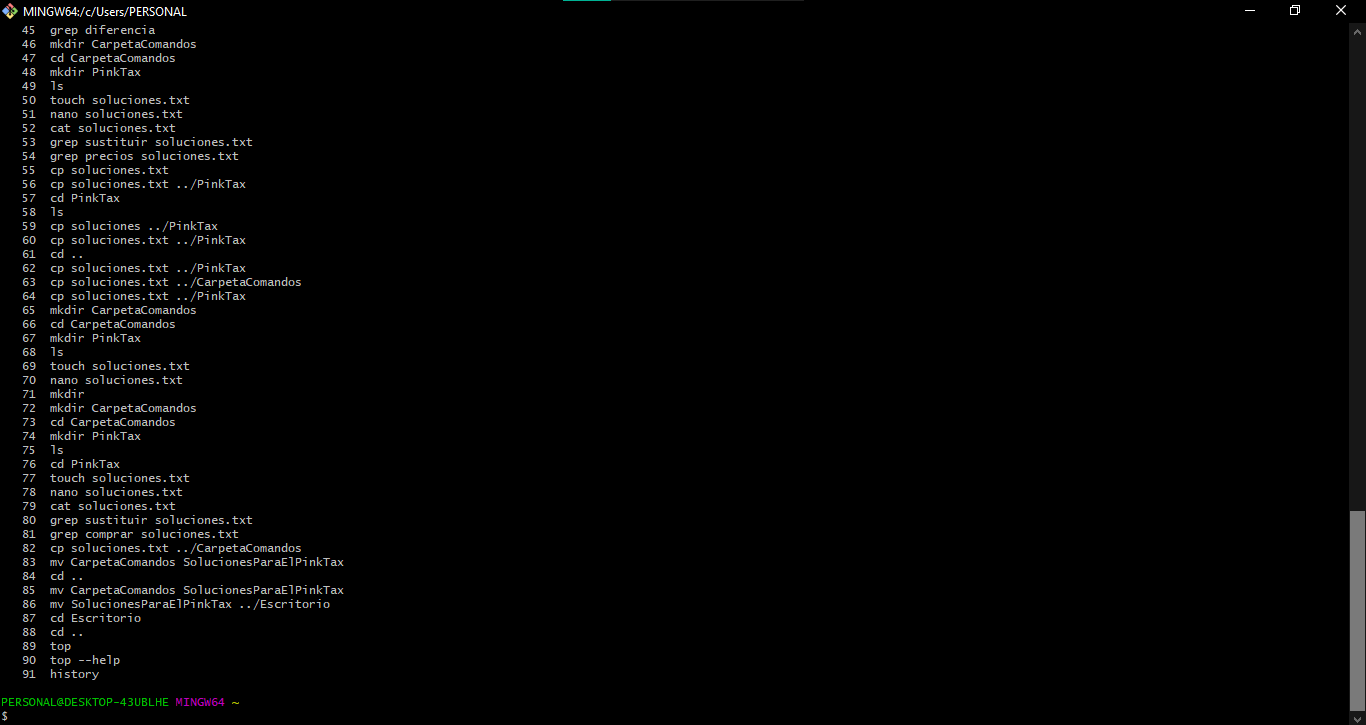 MINGW64:/c/Users/PERSONAL
45 grep diferencia
46 mkdir CarpetaComandos
47 cd CarpetaComandos
48 mkdir PinkTax
49 ls
50 touch soluciones.txt
51 nano soluciones.txt
52 cat soluciones.txt
53 grep sustituir soluciones.txt
54 grep precios soluciones.txt
55 cp soluciones.txt
56 cp soluciones.txt ../PinkTax
57 cd PinkTax
58 ls
59 cp soluciones ../PinkTax
60 cp soluciones.txt ../PinkTax
61 cd ..
62 cp soluciones.txt ../PinkTax
63 cp soluciones.txt ../CarpetaComandos
64 cp soluciones.txt ../PinkTax
65 mkdir CarpetaComandos
66 cd CarpetaComandos
67 mkdir PinkTax
68 ls
69 touch soluciones.txt
70 nano soluciones.txt
71 mkdir
72 mkdir CarpetaComandos
73 cd CarpetaComandos
74 mkdir PinkTax
75 ls
76 cd PinkTax
77 touch soluciones.txt
78 nano soluciones.txt
79 cat soluciones.txt
80 grep sustituir soluciones.txt
81 grep comprar soluciones.txt
82 cp soluciones.txt ../CarpetaComandos
83 mv CarpetaComandos SolucionesParaElPinkTax
84 cd ..
85 mv CarpetaComandos SolucionesParaElPinkTax
86 mv SolucionesParaElPinkTax ../Escritorio
87 cd Escritorio
88 cd ..
89 top
90 top --help
91 history
PERSONAL@DESKTOP-43UBLHE MINGW64 ~
$